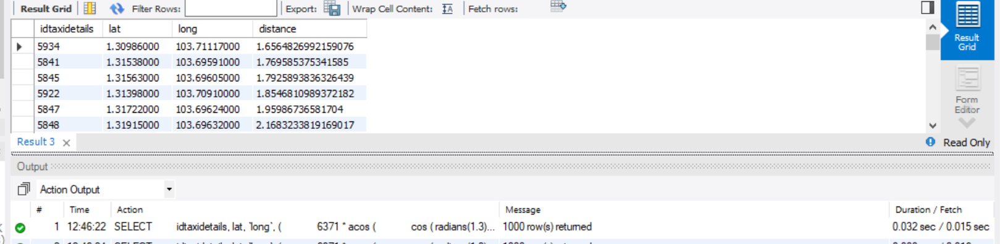 Result Grid Filter Rows: Export: Wrap Cell Content: Fetch rows:
idtaxidetails lat long distance
5934 1.30986000 103.71117000 1.6564826992159076
5841 1.31538000 103.69591000 1.769585375341585
5845 1.31563000 103.69605000 1.7925893836326439
5922 1.31398000 103.70910000 1.8546810989372182
5847 1.31722000 103.69624000 1.95986736581704
5848 1.31915000 103.69632000 2.1683233819169017
Result
Grid
Form
Editor
Result 3 Read Only
Output
Action Output
# Time Action Message Duration / Fetch
1 12:46:22 SELECT idtaxidetails, lat, `long`, ( 6371 * acos ( cos ( radians(1.3)... 1000 row(s) returned 0.032 sec / 0.015 sec